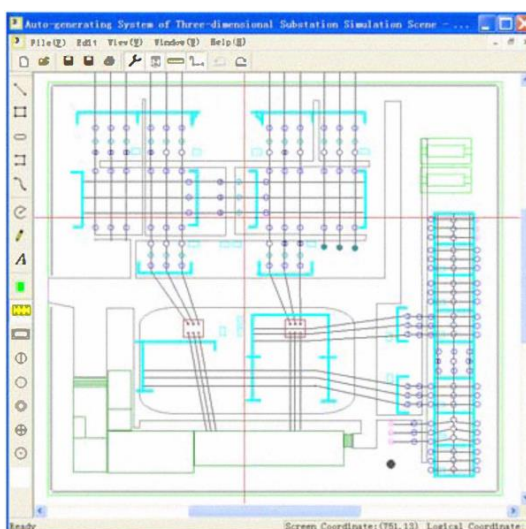 Auto-generating System of Three-dimensional Substation Simulation Scene - ...
File(F) Edit View(V) Window(W) Help(H)
A
Ready Screen Coordinate:(751,13) Logical Coordinate: